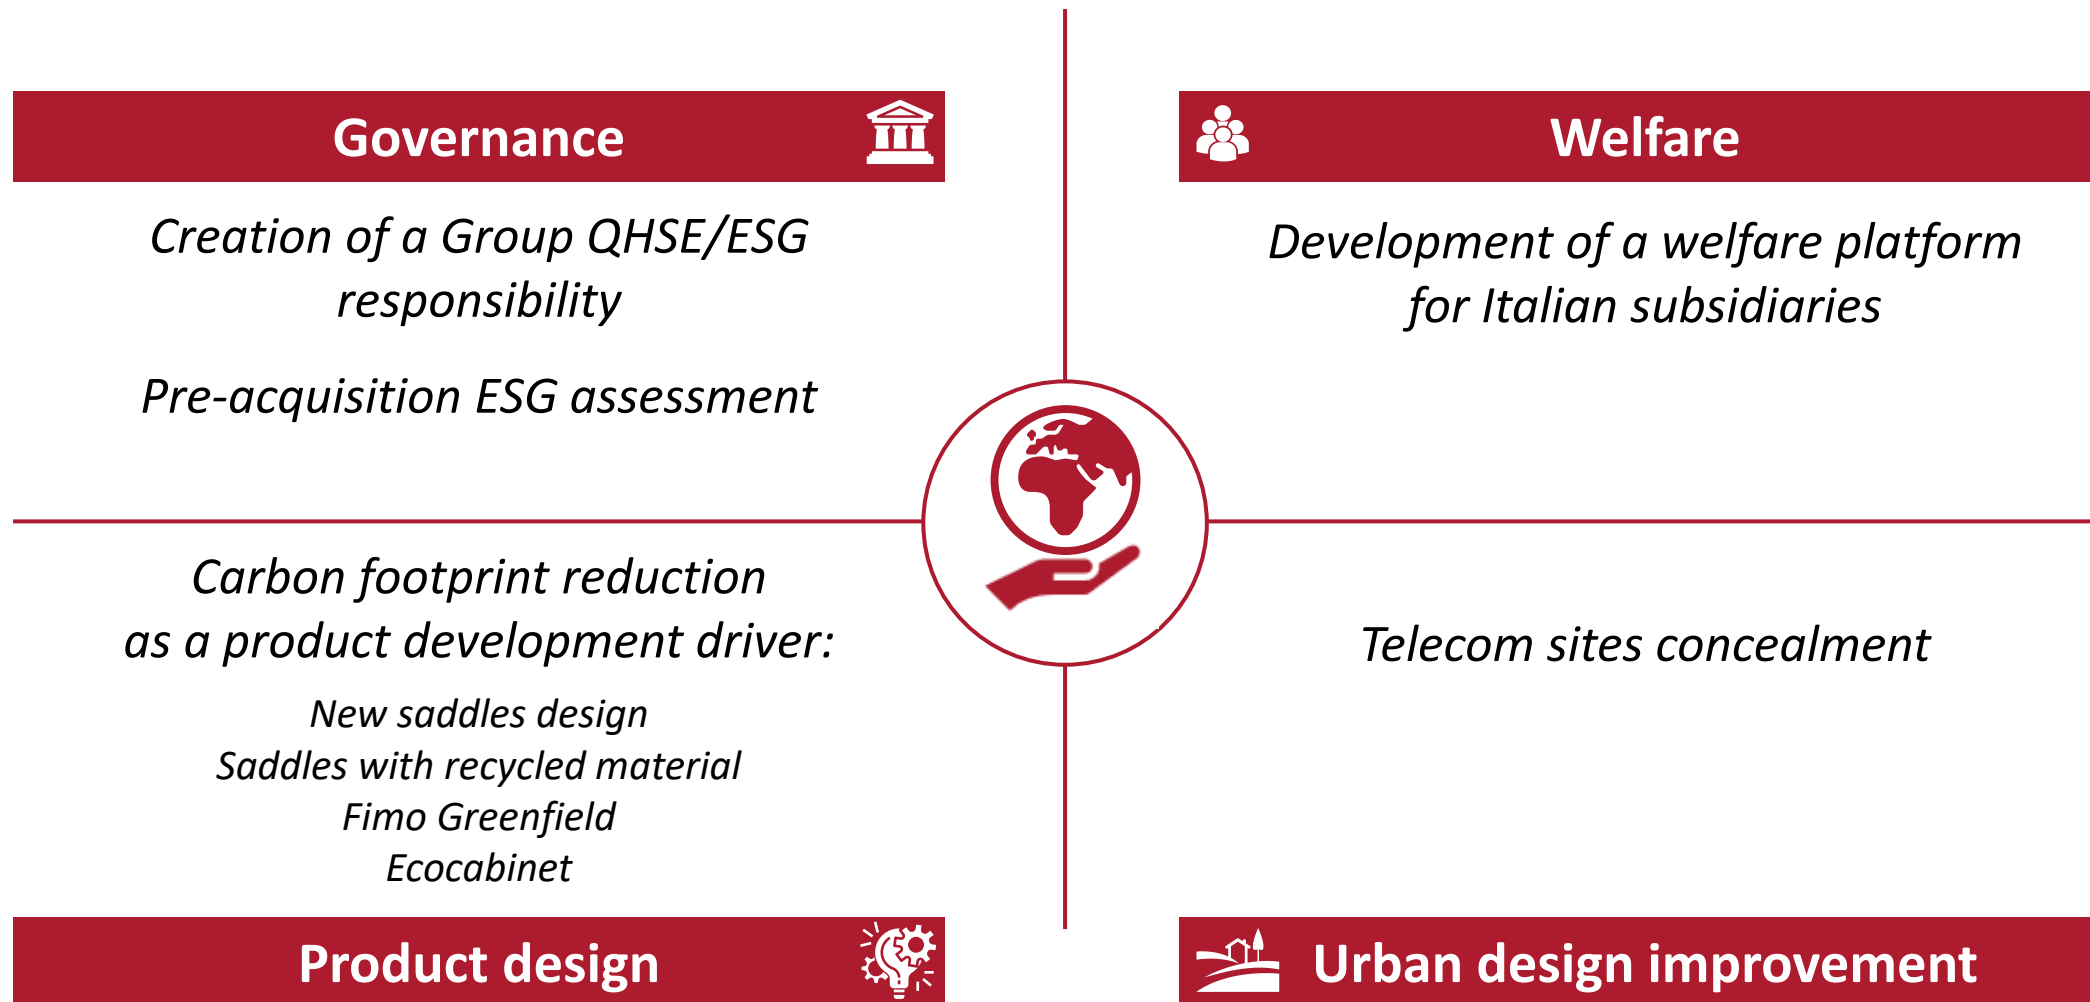 Governance
Creation of a Group QHSE/ESG
responsibility
Pre-acquisition ESG assessment
Welfare
Development of a welfare platform
for Italian subsidiaries
Carbon footprint reduction
as a product development driver:
New saddles design
Saddles with recycled material
Fimo Greenfield
Ecocabinet
Product design
Telecom sites concealment
Urban design improvement